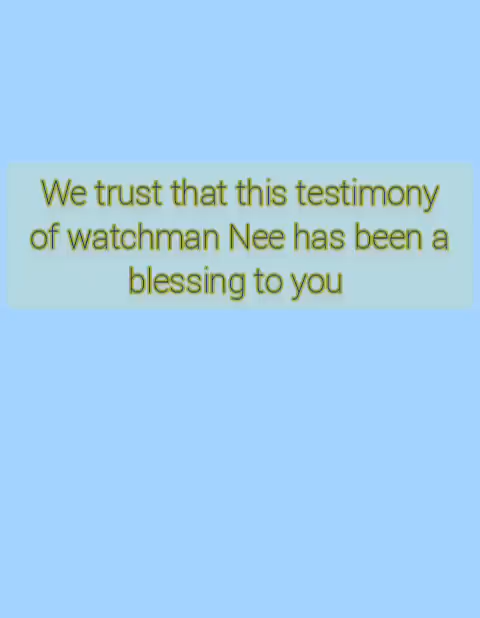 We trust that this testimony
of watchman Nee has been a
blessing to you